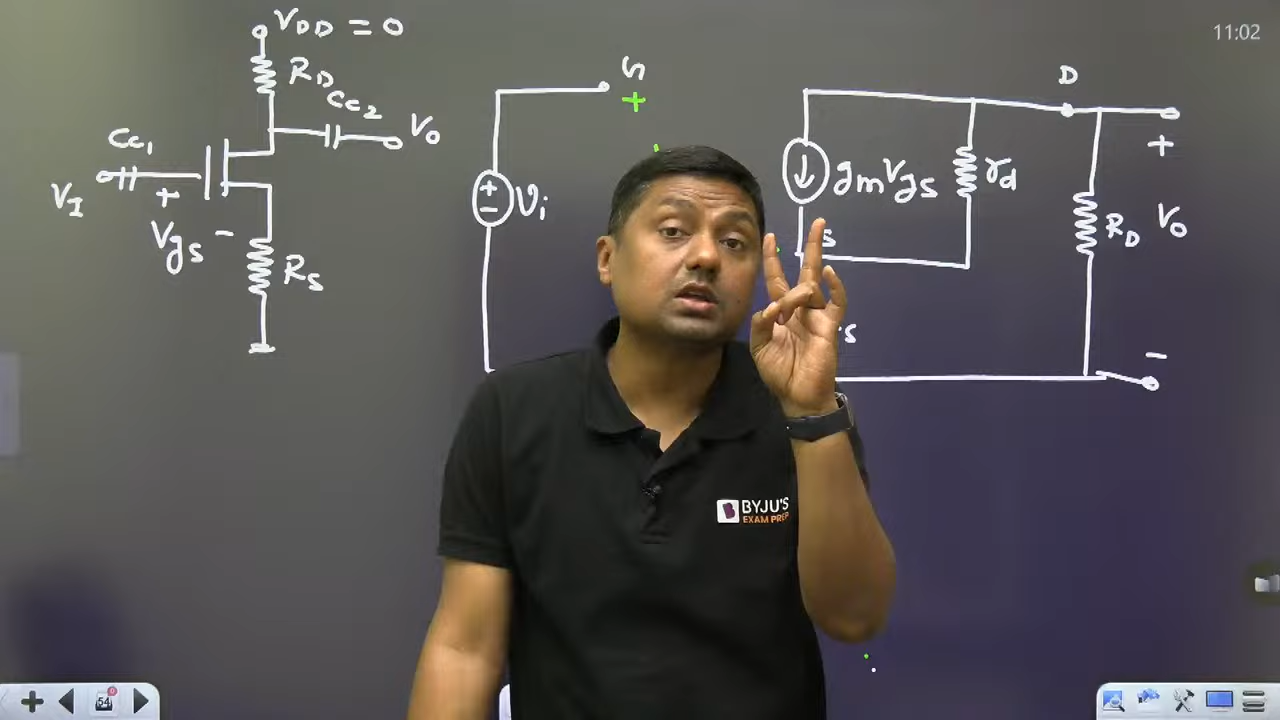 VDD = 0
RD
CC2
Vo
CC1
VI
+
Vgs
-
RS
G
+
+
-
Vi
gmVgs
rd
S
D
+
RD
Vo
-
S
11:02
BYJU'S
EXAM PREP
54